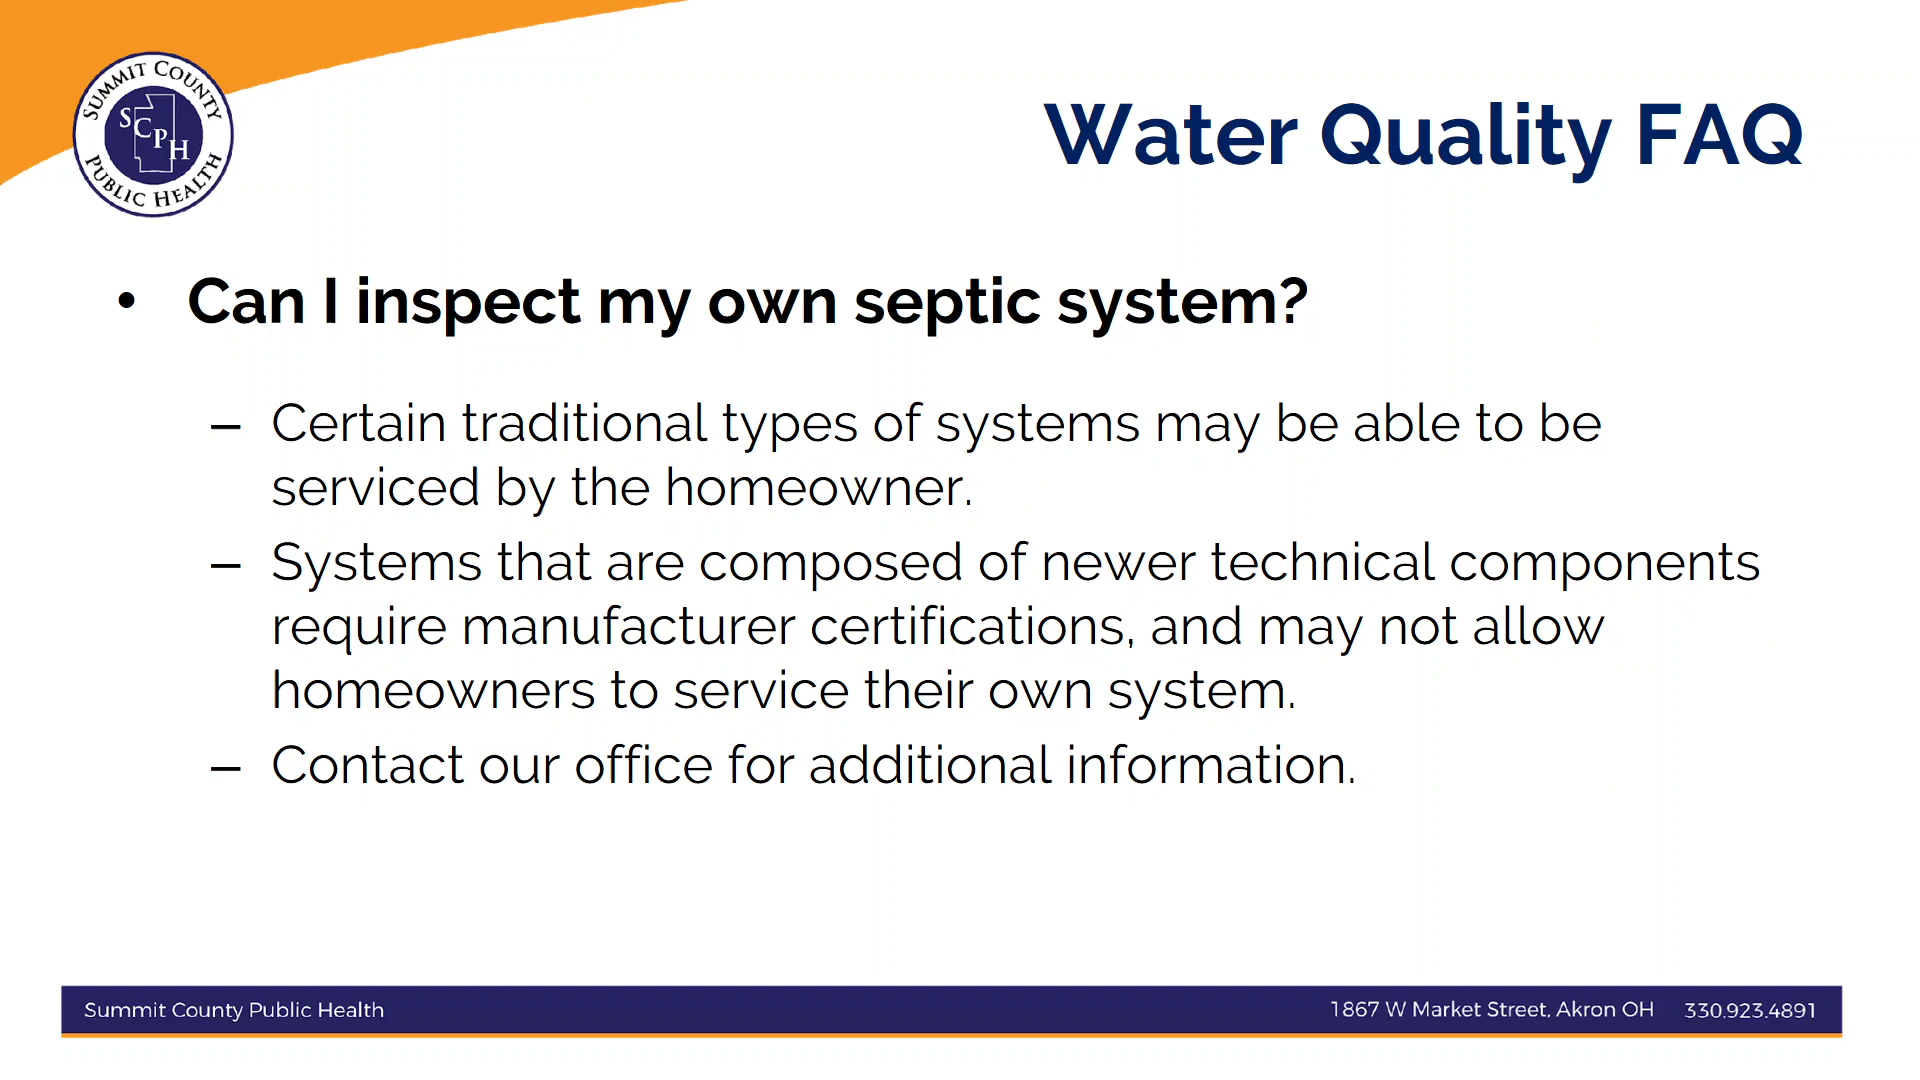 SUMMIT COUNTY
SCPH
PUBLIC HEALTH
Water Quality FAQ
• Can I inspect my own septic system?
– Certain traditional types of systems may be able to be
serviced by the homeowner.
– Systems that are composed of newer technical components
require manufacturer certifications, and may not allow
homeowners to service their own system.
– Contact our office for additional information.
Summit County Public Health
1867 W Market Street, Akron OH 330.923.4891